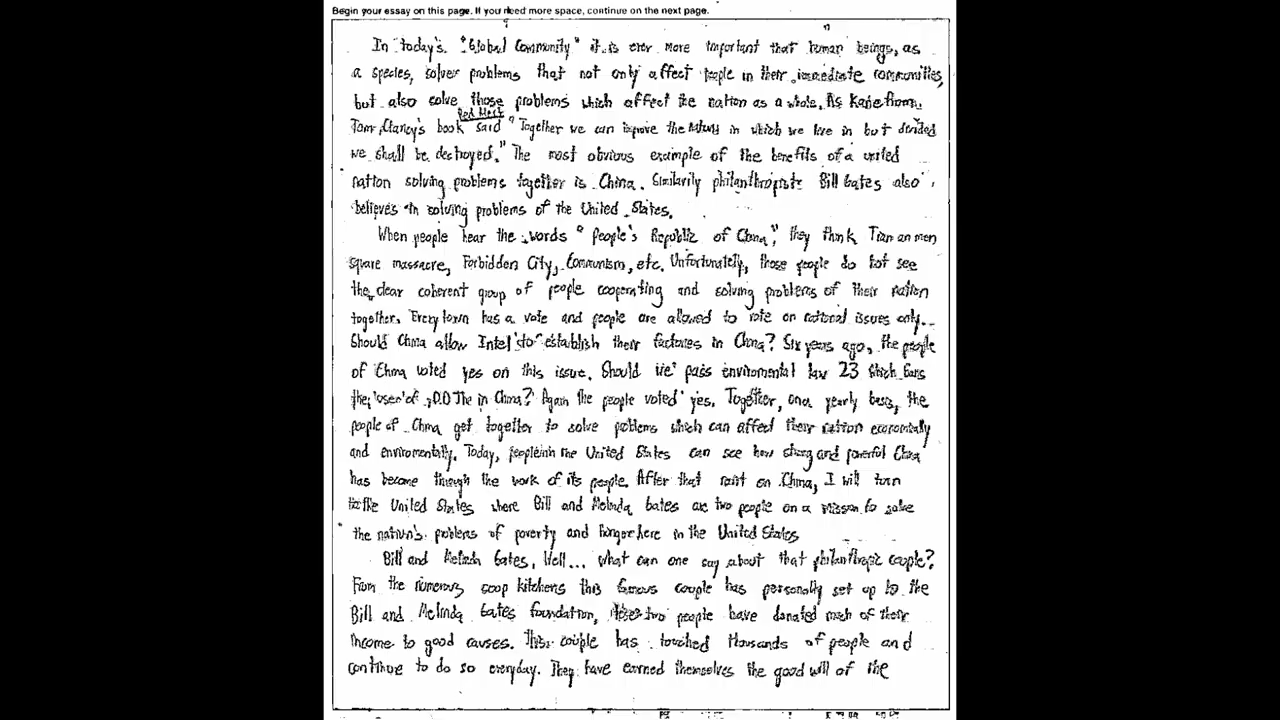 Begin your essay on this page. If you need more space, continue on the next page.
In today's "Global Community" it is ever more important that human beings, as
a species, solve problems that not only affect people in their immediate communities,
but also solve those problems which affect the nation as a whole. As Kate from
Red Mist
Tom Clancy's book said "Together we can improve the in which we live in but divided
we shall be destroyed." The most obvious example of the benefits of a united
nation solving problems together is China. Similarily philanthropist Bill Gates also
believes in solving problems of the United States.
When people hear the words "People's Republic of China", they think Tian an men
square massacre, Forbidden City, Communism, etc. Unfortunately, those people do not see
the clear coherent group of people cooperating and solving problems of their nation
together. Every town has a vote and people are allowed to vote on national issues only.
Should China allow Intel to establish their factories in China? Six years ago, the people
of China voted yes on this issue. Should we pass enviromental law 23 which bans
the use of in China? Again the people voted yes. Together, on a yearly basis, the
people of China get together to solve poblems which can affect their nation economically
and enviromentally. Today, people in the United States can see how strong and powerful China
has become through the work of its people. After that rant on China, I will turn
to the United States where Bill and Melinda Gates are two people on a mission to solve
the nation's problems of poverty and hunger here in the United States
Bill and Melinda Gates, Well... what can one say about that philanthropic couple?
From the numerous soop kitchens this famous couple has personally set up to the
Bill and Melinda Gates foundation, these two people have donated much of their
income to good causes. This couple has touched thousands of people and
continue to do so everyday. They have earned themselves the good will of the